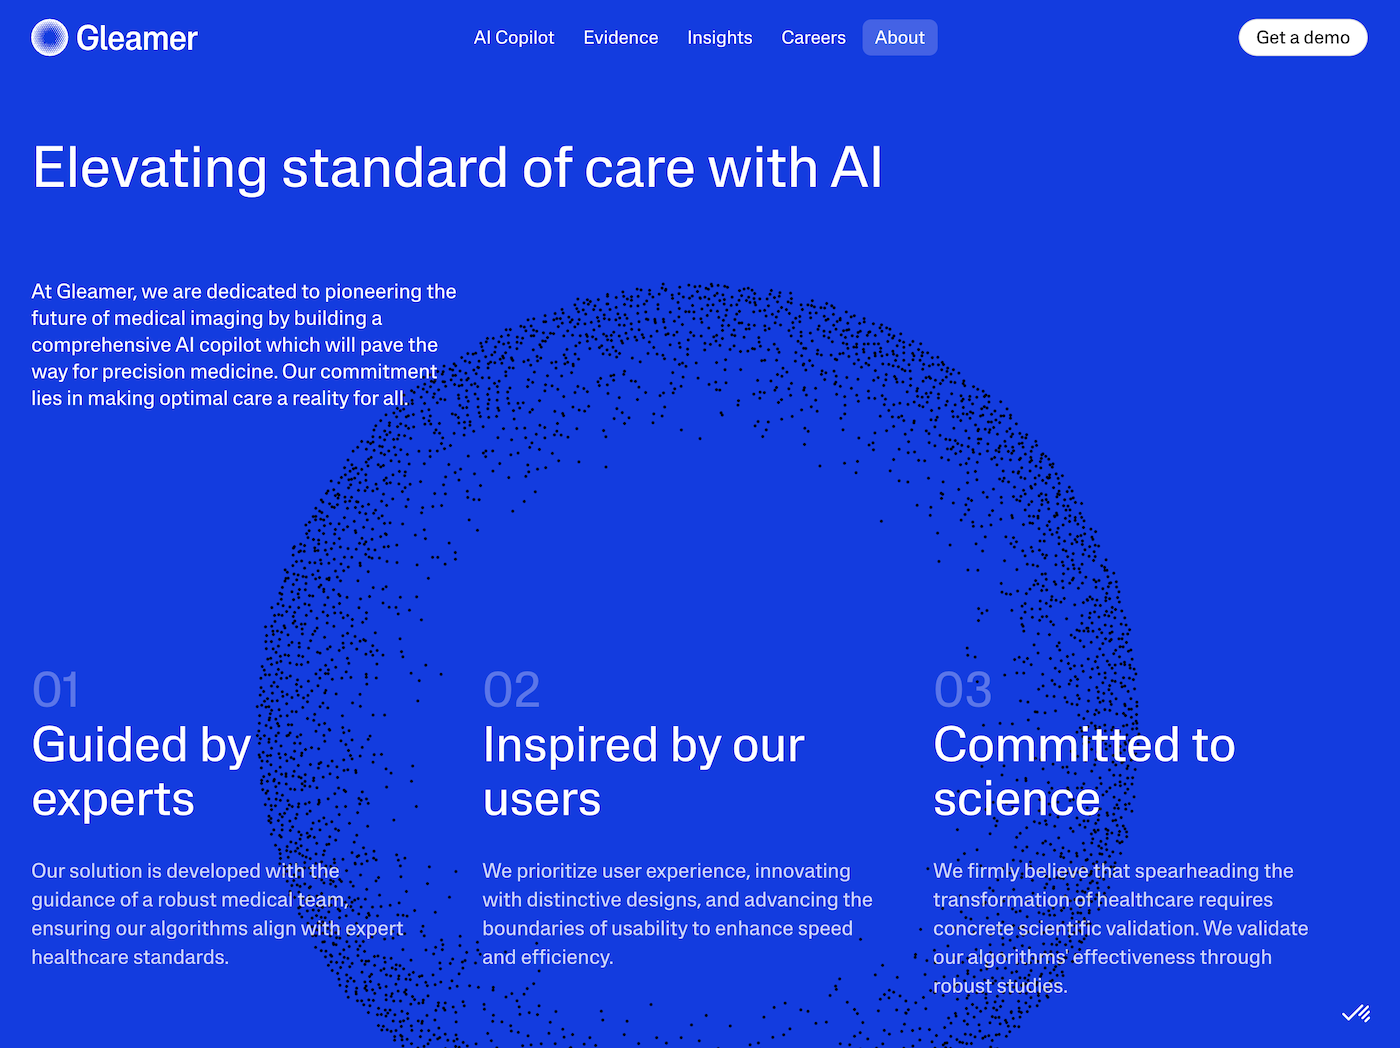 Gleamer
AI Copilot
Evidence
Insights
Careers
About
Get a demo
Elevating standard of care with AI
At Gleamer, we are dedicated to pioneering the
future of medical imaging by building a
comprehensive AI copilot which will pave the
way for precision medicine. Our commitment
lies in making optimal care a reality for all.
01
Guided by
experts
Our solution is developed with the
guidance of a robust medical team,
ensuring our algorithms align with expert
healthcare standards.
02
Inspired by our
users
We prioritize user experience, innovating
with distinctive designs, and advancing the
boundaries of usability to enhance speed
and efficiency.
03
Committed to
science
We firmly believe that spearheading the
transformation of healthcare requires
concrete scientific validation. We validate
our algorithms' effectiveness through
robust studies.